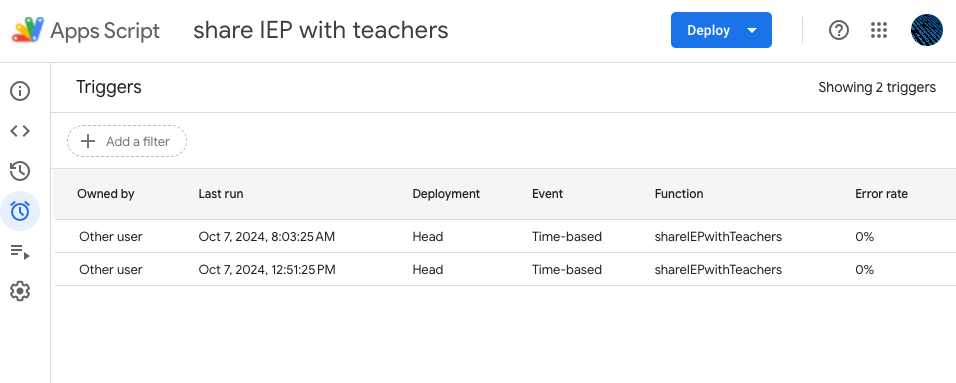 Apps Script share IEP with teachers Deploy
Triggers Showing 2 triggers
Add a filter
Owned by Last run Deployment Event Function Error rate
Other user Oct 7, 2024, 8:03:25 AM Head Time-based shareIEPwithTeachers 0%
Other user Oct 7, 2024, 12:51:25 PM Head Time-based shareIEPwithTeachers 0%